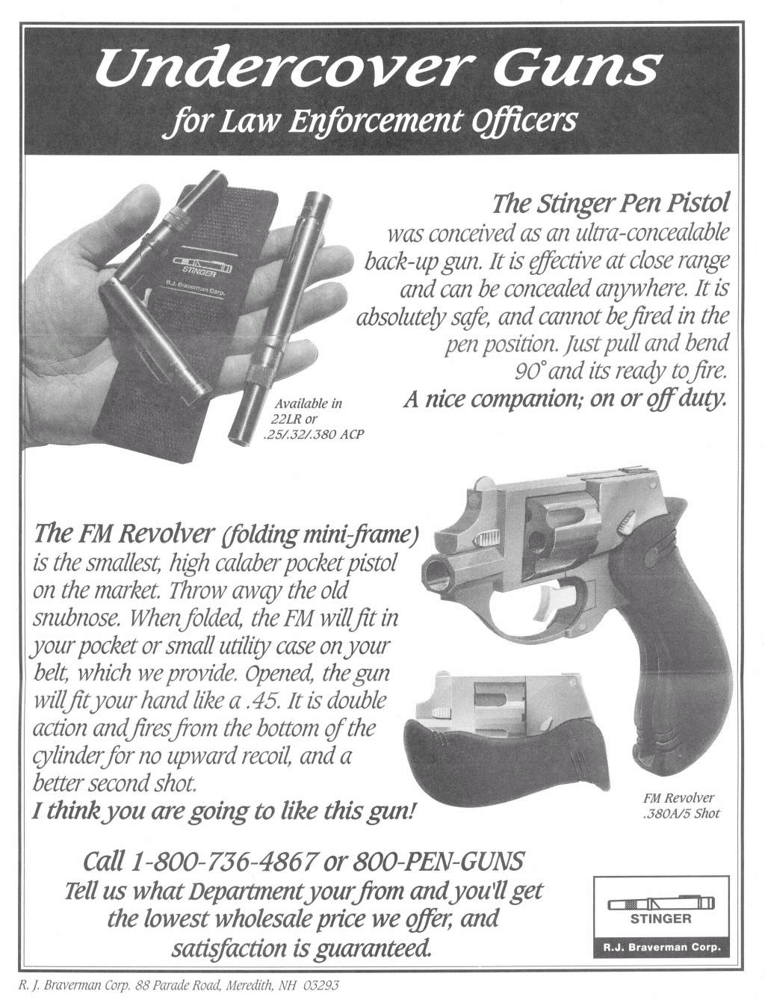 Undercover Guns
for Law Enforcement Officers
The Stinger Pen Pistol
was conceived as an ultra-concealable
back-up gun. It is effective at close range
and can be concealed anywhere. It is
absolutely safe, and cannot be fired in the
pen position. Just pull and bend
90° and its ready to fire.
A nice companion; on or off duty.
STINGER
R.J. Braverman Corp.
Available in
22LR or
.25/.32/.380 ACP
The FM Revolver (folding mini-frame)
is the smallest, high calaber pocket pistol
on the market. Throw away the old
snubnose. When folded, the FM will fit in
your pocket or small utility case on your
belt, which we provide. Opened, the gun
will fit your hand like a .45. It is double
action and fires from the bottom of the
cylinder for no upward recoil, and a
better second shot.
I think you are going to like this gun!
FM Revolver
.380A/5 Shot
Call 1-800-736-4867 or 800-PEN-GUNS
Tell us what Department your from and you'll get
the lowest wholesale price we offer, and
satisfaction is guaranteed.
STINGER
R.J. Braverman Corp.
R. J. Braverman Corp. 88 Parade Road, Meredith, NH 03293